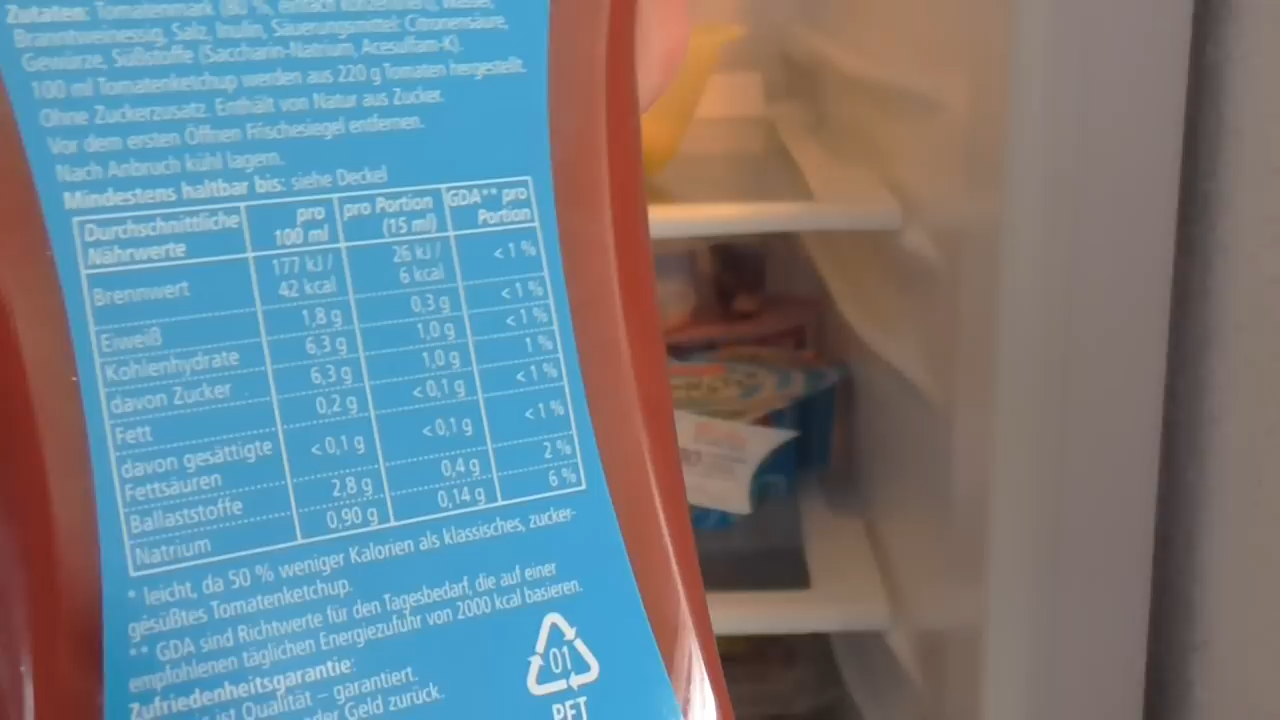 Zutaten: Tomatenmark (80 %, einfach konzentriert), Wasser,
Branntweinessig, Salz, Inulin, Säuerungsmittel: Citronensäure,
Gewürze, Süßstoffe (Saccharin-Natrium, Acesulfam-K).
100 ml Tomatenketchup werden aus 220 g Tomaten hergestellt.
Ohne Zuckerzusatz. Enthält von Natur aus Zucker.
Vor dem ersten Öffnen Frischesiegel entfernen.
Nach Anbruch kühl lagern.
Mindestens haltbar bis: siehe Deckel
Durchschnittliche Nährwerte pro 100 ml pro Portion (15 ml) GDA** pro Portion
Brennwert 177 kJ / 42 kcal 26 kJ / 6 kcal <1 %
Eiweiß 1,8 g 0,3 g <1 %
Kohlenhydrate 6,3 g 1,0 g <1 %
davon Zucker 6,3 g 1,0 g 1 %
Fett 0,2 g <0,1 g <1 %
davon gesättigte Fettsäuren <0,1 g <0,1 g <1 %
Ballaststoffe 2,8 g 0,4 g 2 %
Natrium 0,90 g 0,14 g 6 %
* leicht, da 50 % weniger Kalorien als klassisches, zucker-
gesüßtes Tomatenketchup.
** GDA sind Richtwerte für den Tagesbedarf, die auf einer
empfohlenen täglichen Energiezufuhr von 2000 kcal basieren.
Zufriedenheitsgarantie:
ist Qualität – garantiert.
oder Geld zurück.
01
PET